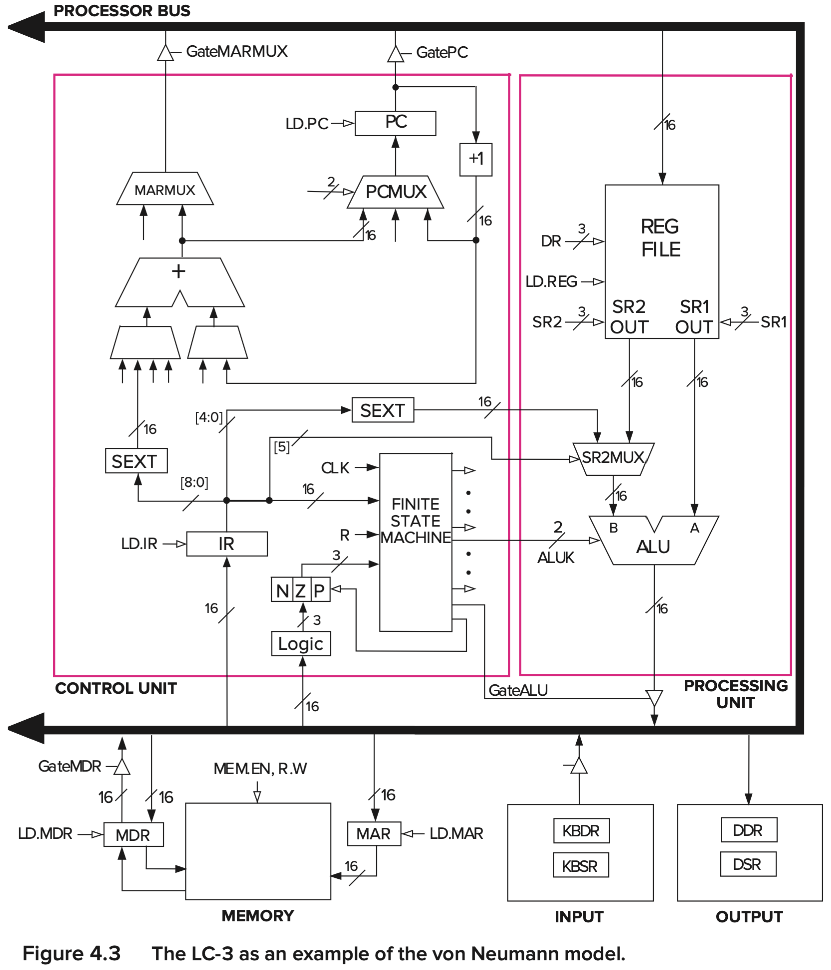 PROCESSOR BUS
GateMARMUX
GatePC
LD.PC
PC
+1
16
MARMUX
2
PCMUX
16
16
REG
FILE
DR
3
LD.REG
SR2
3
SR2
OUT
SR1
OUT
3
SR1
+
16
16
16
[4:0]
SEXT
16
SEXT
[5]
SR2MUX
[8:0]
16
CLK
FINITE
STATE
MACHINE
16
B
A
ALU
LD.IR
IR
R
2
ALUK
3
N Z P
16
3
16
Logic
CONTROL UNIT
16
GateALU
PROCESSING
UNIT
GateMDR
16
16
MEM.EN, R.W
16
LD.MDR
MDR
MAR
LD.MAR
16
KBDR
KBSR
DDR
DSR
MEMORY
INPUT
OUTPUT
Figure 4.3 The LC-3 as an example of the von Neumann model.